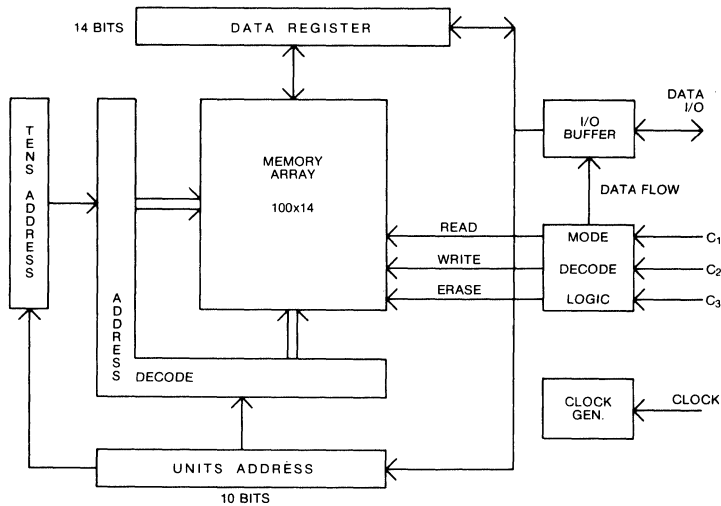 14 BITS
DATA REGISTER
TENS ADDRESS
ADDRESS
DECODE
MEMORY
ARRAY
100x14
I/O
BUFFER
DATA
I/O
DATA FLOW
READ
WRITE
ERASE
MODE
DECODE
LOGIC
C1
C2
C3
CLOCK
GEN.
CLOCK
UNITS ADDRESS
10 BITS